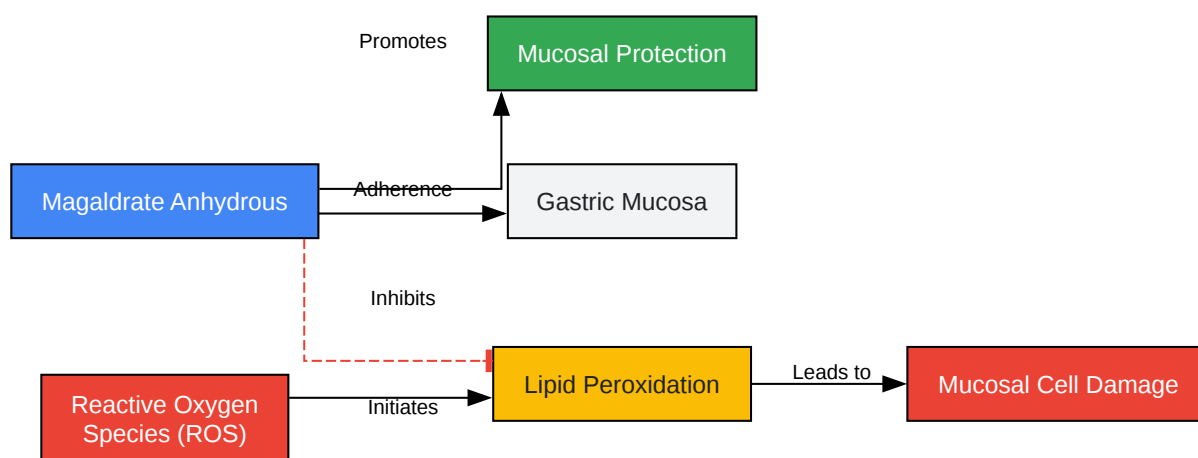 Promotes
Mucosal Protection
Magaldrate Anhydrous
Adherence
Gastric Mucosa
Inhibits
Lipid Peroxidation
Leads to
Mucosal Cell Damage
Reactive Oxygen
Species (ROS)
Initiates